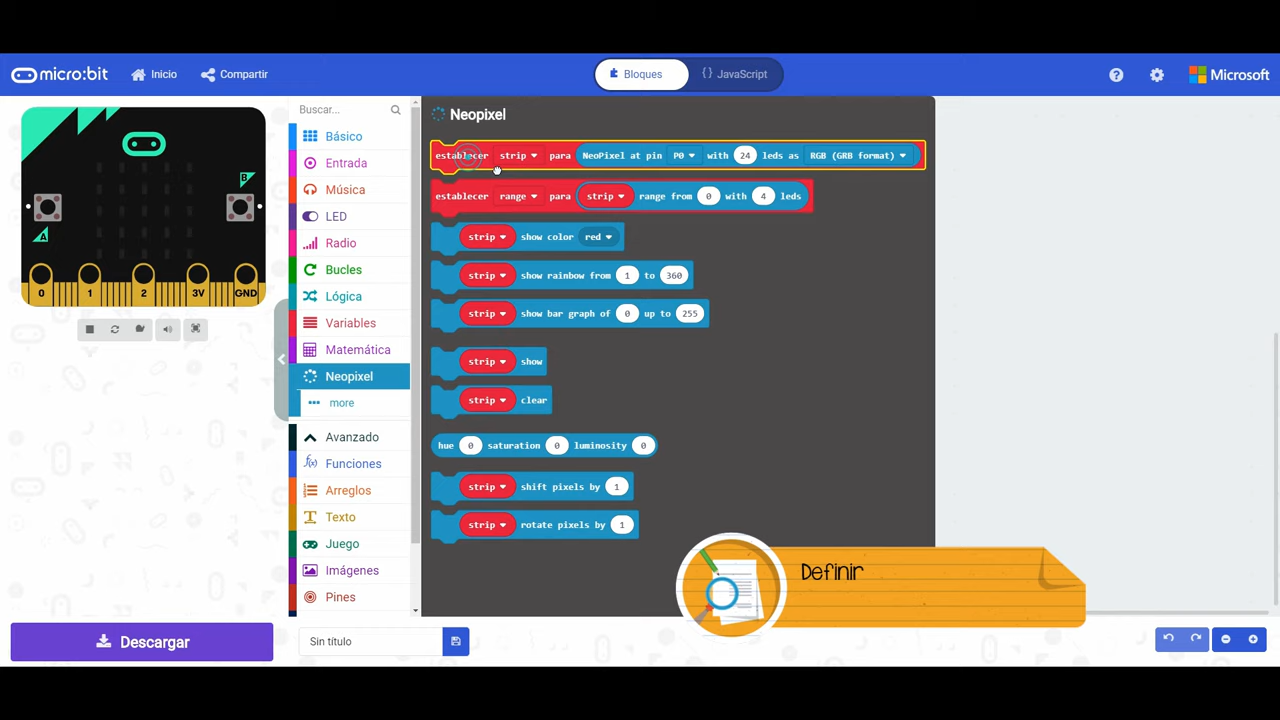 micro:bit Inicio Compartir Bloques {} JavaScript ? Microsoft
A
B
0 1 2 3V GND
Buscar...
Básico
Entrada
Música
LED
Radio
Bucles
Lógica
Variables
Matemática
Neopixel
more
Avanzado
Funciones
Arreglos
Texto
Juego
Imágenes
Pines
Neopixel
establecer strip para NeoPixel at pin P0 with 24 leds as RGB (GRB format)
establecer range para strip range from 0 with 4 leds
strip show color red
strip show rainbow from 1 to 360
strip show bar graph of 0 up to 255
strip show
strip clear
hue 0 saturation 0 luminosity 0
strip shift pixels by 1
strip rotate pixels by 1
Definir
Descargar
Sin título